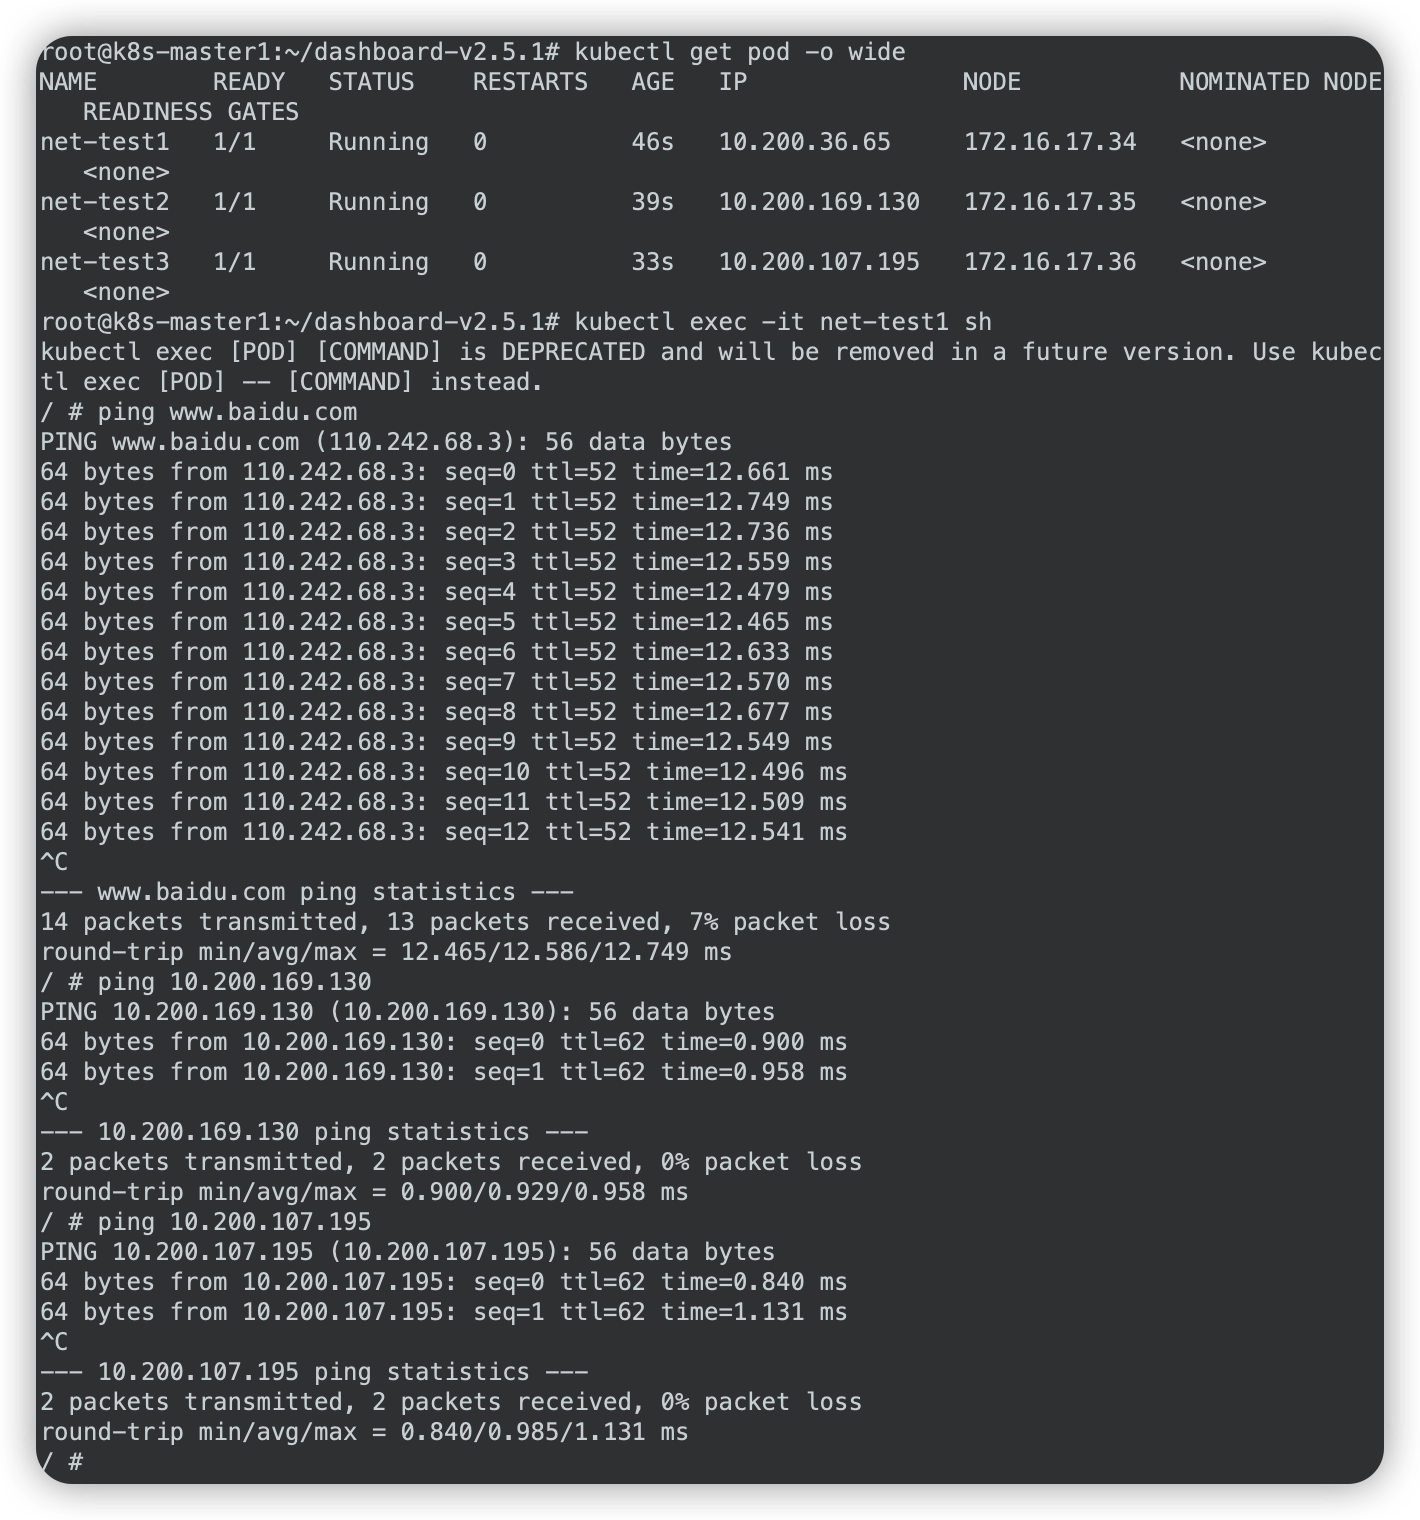 root@k8s-master1:~/dashboard-v2.5.1# kubectl get pod -o wide
NAME        READY   STATUS    RESTARTS   AGE   IP               NODE           NOMINATED NODE
   READINESS GATES
net-test1   1/1     Running   0          46s   10.200.36.65     172.16.17.34   <none>
   <none>
net-test2   1/1     Running   0          39s   10.200.169.130   172.16.17.35   <none>
   <none>
net-test3   1/1     Running   0          33s   10.200.107.195   172.16.17.36   <none>
   <none>
root@k8s-master1:~/dashboard-v2.5.1# kubectl exec -it net-test1 sh
kubectl exec [POD] [COMMAND] is DEPRECATED and will be removed in a future version. Use kubec
tl exec [POD] -- [COMMAND] instead.
/ # ping www.baidu.com
PING www.baidu.com (110.242.68.3): 56 data bytes
64 bytes from 110.242.68.3: seq=0 ttl=52 time=12.661 ms
64 bytes from 110.242.68.3: seq=1 ttl=52 time=12.749 ms
64 bytes from 110.242.68.3: seq=2 ttl=52 time=12.736 ms
64 bytes from 110.242.68.3: seq=3 ttl=52 time=12.559 ms
64 bytes from 110.242.68.3: seq=4 ttl=52 time=12.479 ms
64 bytes from 110.242.68.3: seq=5 ttl=52 time=12.465 ms
64 bytes from 110.242.68.3: seq=6 ttl=52 time=12.633 ms
64 bytes from 110.242.68.3: seq=7 ttl=52 time=12.570 ms
64 bytes from 110.242.68.3: seq=8 ttl=52 time=12.677 ms
64 bytes from 110.242.68.3: seq=9 ttl=52 time=12.549 ms
64 bytes from 110.242.68.3: seq=10 ttl=52 time=12.496 ms
64 bytes from 110.242.68.3: seq=11 ttl=52 time=12.509 ms
64 bytes from 110.242.68.3: seq=12 ttl=52 time=12.541 ms
^C
--- www.baidu.com ping statistics ---
14 packets transmitted, 13 packets received, 7% packet loss
round-trip min/avg/max = 12.465/12.586/12.749 ms
/ # ping 10.200.169.130
PING 10.200.169.130 (10.200.169.130): 56 data bytes
64 bytes from 10.200.169.130: seq=0 ttl=62 time=0.900 ms
64 bytes from 10.200.169.130: seq=1 ttl=62 time=0.958 ms
^C
--- 10.200.169.130 ping statistics ---
2 packets transmitted, 2 packets received, 0% packet loss
round-trip min/avg/max = 0.900/0.929/0.958 ms
/ # ping 10.200.107.195
PING 10.200.107.195 (10.200.107.195): 56 data bytes
64 bytes from 10.200.107.195: seq=0 ttl=62 time=0.840 ms
64 bytes from 10.200.107.195: seq=1 ttl=62 time=1.131 ms
^C
--- 10.200.107.195 ping statistics ---
2 packets transmitted, 2 packets received, 0% packet loss
round-trip min/avg/max = 0.840/0.985/1.131 ms
/ #